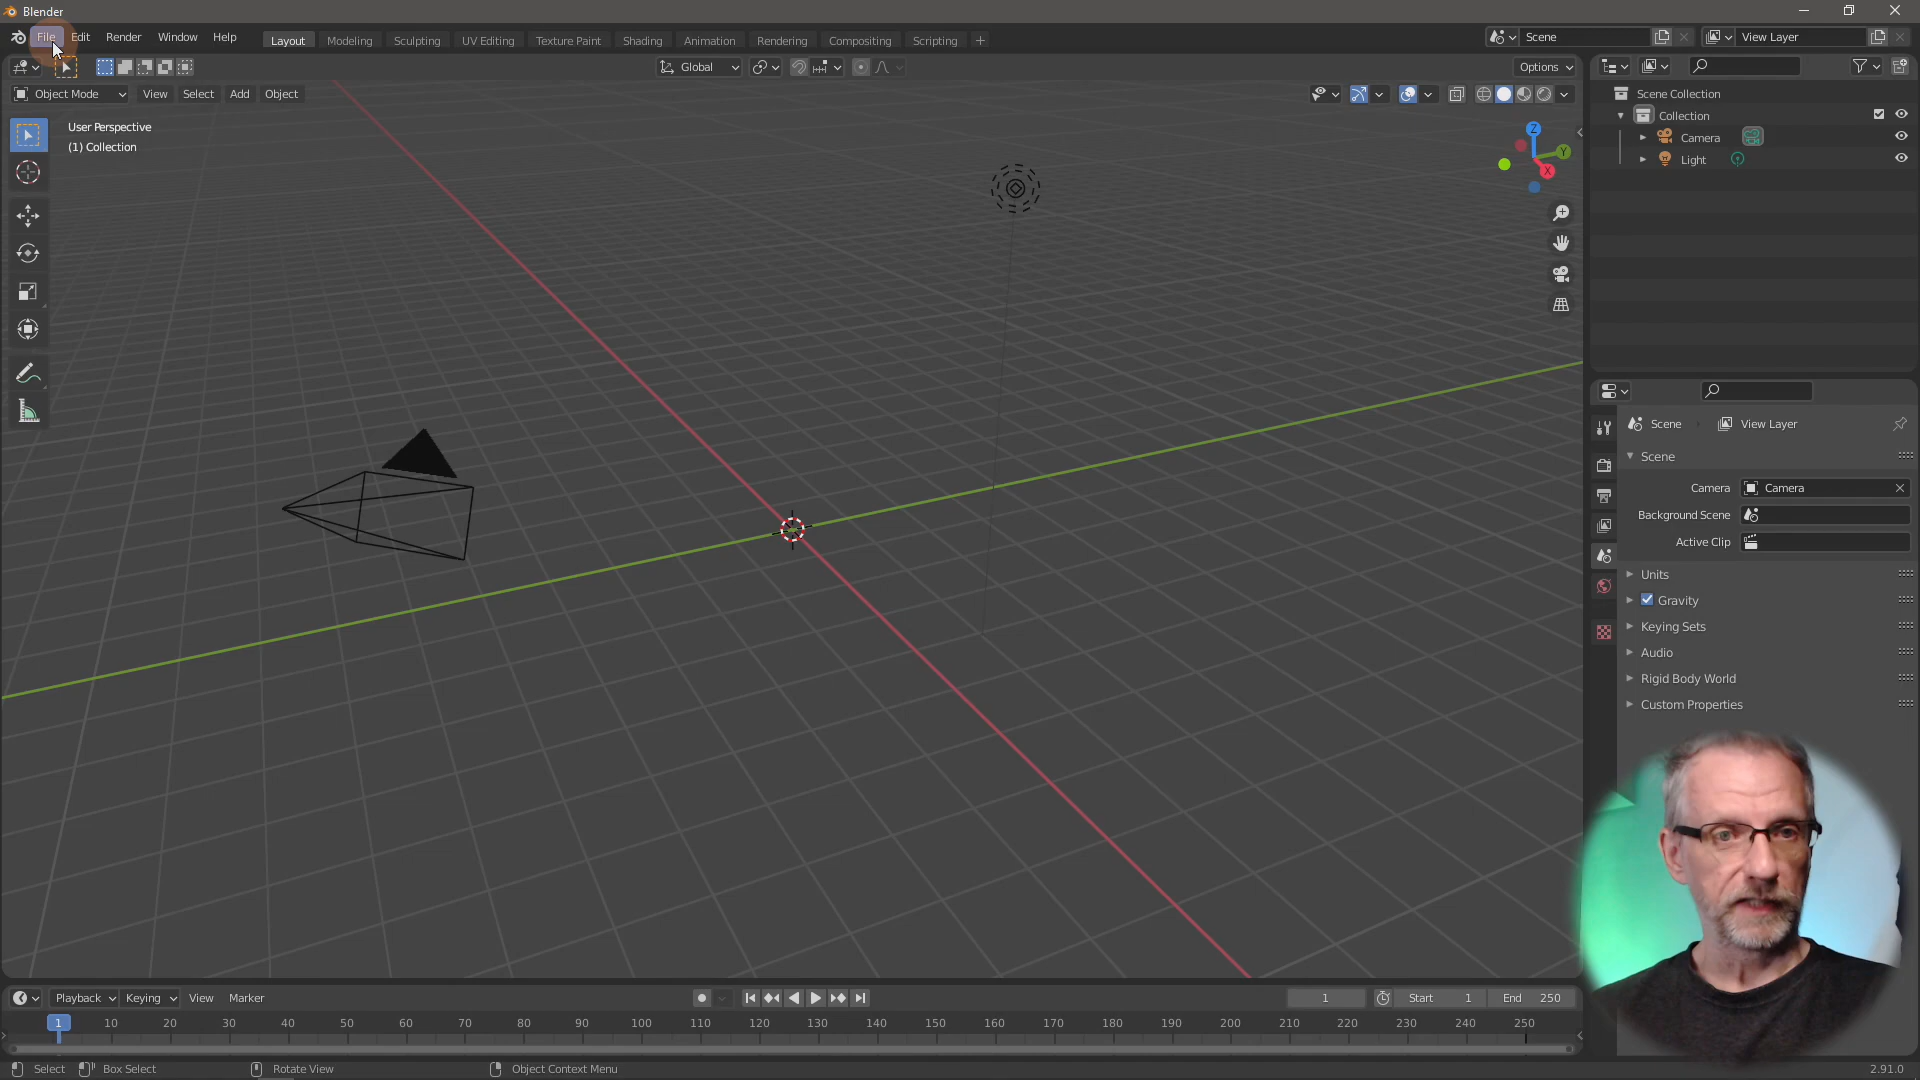 Blender
File Edit Render Window Help Layout Modeling Sculpting UV Editing Texture Paint Shading Animation Rendering Compositing Scripting + Scene View Layer
Global Options
Object Mode View Select Add Object
Scene Collection
Collection
Camera
Light
User Perspective
(1) Collection
Z
Y
X
Scene View Layer
Scene
Camera Camera
Background Scene
Active Clip
Units
Gravity
Keying Sets
Audio
Rigid Body World
Custom Properties
Playback Keying View Marker 1 Start 1 End 250
1 10 20 30 40 50 60 70 80 90 100 110 120 130 140 150 160 170 180 190 200 210 220 230 240 250
Select Box Select Rotate View Object Context Menu 2.91.0